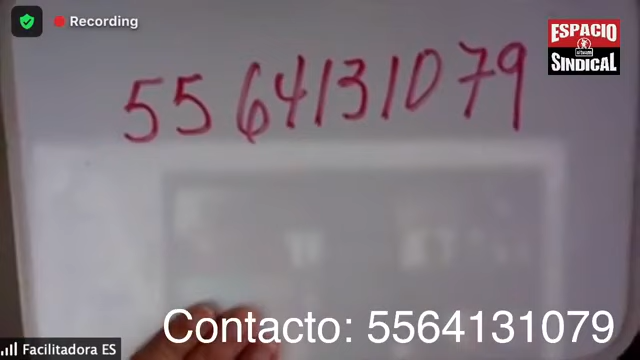 Recording
ESPACIO
SINDICAL
5564131079
Contacto: 5564131079
Facilitadora ES